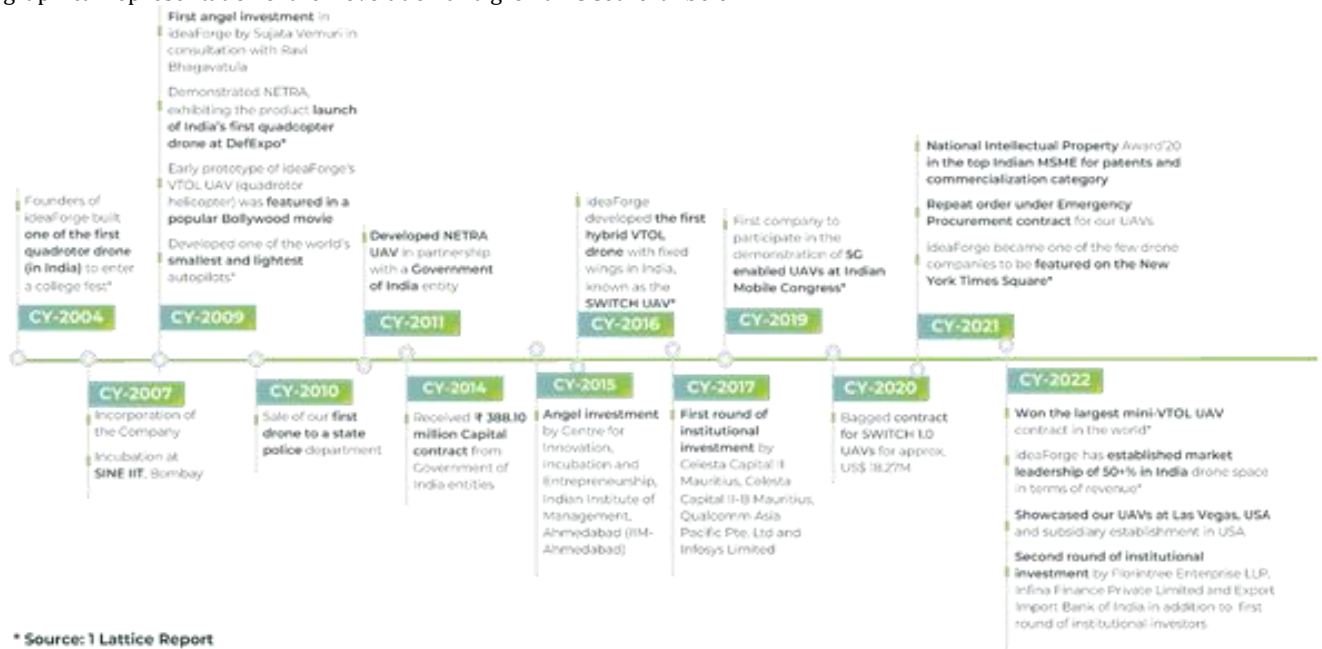 First angel investment in
ideaForge by Sujata Vemuri in
consultation with Ravi
Bhagavatula
Demonstrated NETRA,
exhibiting the product launch
of India's first quadcopter
drone at DefExpo*
Early prototype of ideaForge's
VTOL UAV (quadrotor
helicopter) was featured in a
popular Bollywood movie
Developed one of the world's
smallest and lightest
autopilots*
Founders of
ideaForge built
one of the first
quadrotor drone
(in India) to enter
a college fest*
Developed NETRA
UAV in partnership
with a Government
of India entity
ideaForge
developed the first
hybrid VTOL
drone with fixed
wings in India,
known as the
SWITCH UAV*
First company to
participate in the
demonstration of 5G
enabled UAVs at Indian
Mobile Congress*
National Intellectual Property Award'20
in the top Indian MSME for patents and
commercialization category
Repeat order under Emergency
Procurement contract for our UAVs
ideaForge became one of the few drone
companies to be featured on the New
York Times Square*
CY-2004
CY-2009
CY-2011
CY-2016
CY-2019
CY-2021
CY-2007
Incorporation of
the Company
Incubation at
SINE IIT, Bombay
CY-2010
Sale of our first
drone to a state
police department
CY-2014
Received ₹ 388.10
million Capital
contract from
Government of
India entities
CY-2015
Angel investment
by Centre for
Innovation,
Incubation and
Entrepreneurship,
Indian Institute of
Management,
Ahmedabad (IIM-
Ahmedabad)
CY-2017
First round of
institutional
investment by
Celesta Capital II
Mauritius, Celesta
Capital II-B Mauritius,
Qualcomm Asia
Pacific Pte. Ltd and
Infosys Limited
CY-2020
Bagged contract
for SWITCH 1.0
UAVs for approx.
US$ 18.27M
CY-2022
Won the largest mini-VTOL UAV
contract in the world*
ideaForge has established market
leadership of 50+% in India drone space
in terms of revenue*
Showcased our UAVs at Las Vegas, USA
and subsidiary establishment in USA
Second round of institutional
investment by Florintree Enterprise LLP,
Infina Finance Private Limited and Export
Import Bank of India in addition to first
round of institutional investors
* Source: 1 Lattice Report